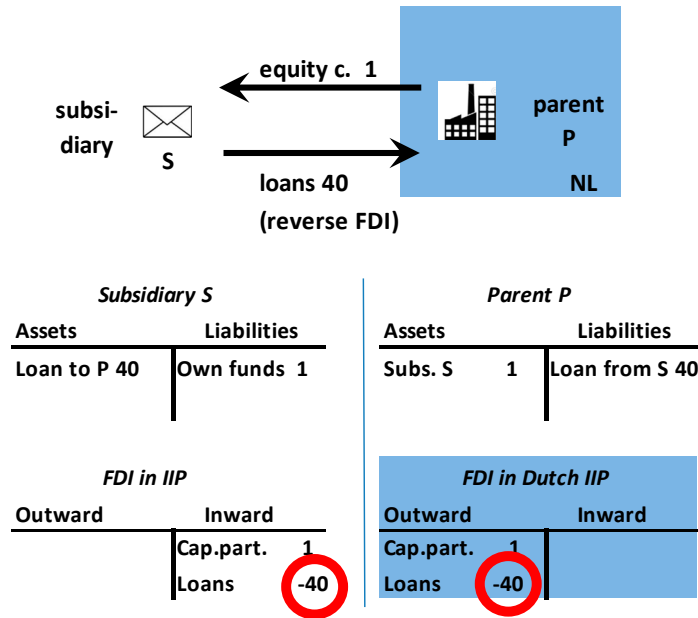 equity c. 1
subsi-
diary
S
parent
P
NL
loans 40
(reverse FDI)
Subsidiary S
Assets Liabilities
Loan to P 40 Own funds 1
Parent P
Assets Liabilities
Subs. S 1 Loan from S 40
FDI in IIP
Outward Inward
Cap.part. 1
Loans -40
FDI in Dutch IIP
Outward Inward
Cap.part. 1
Loans -40